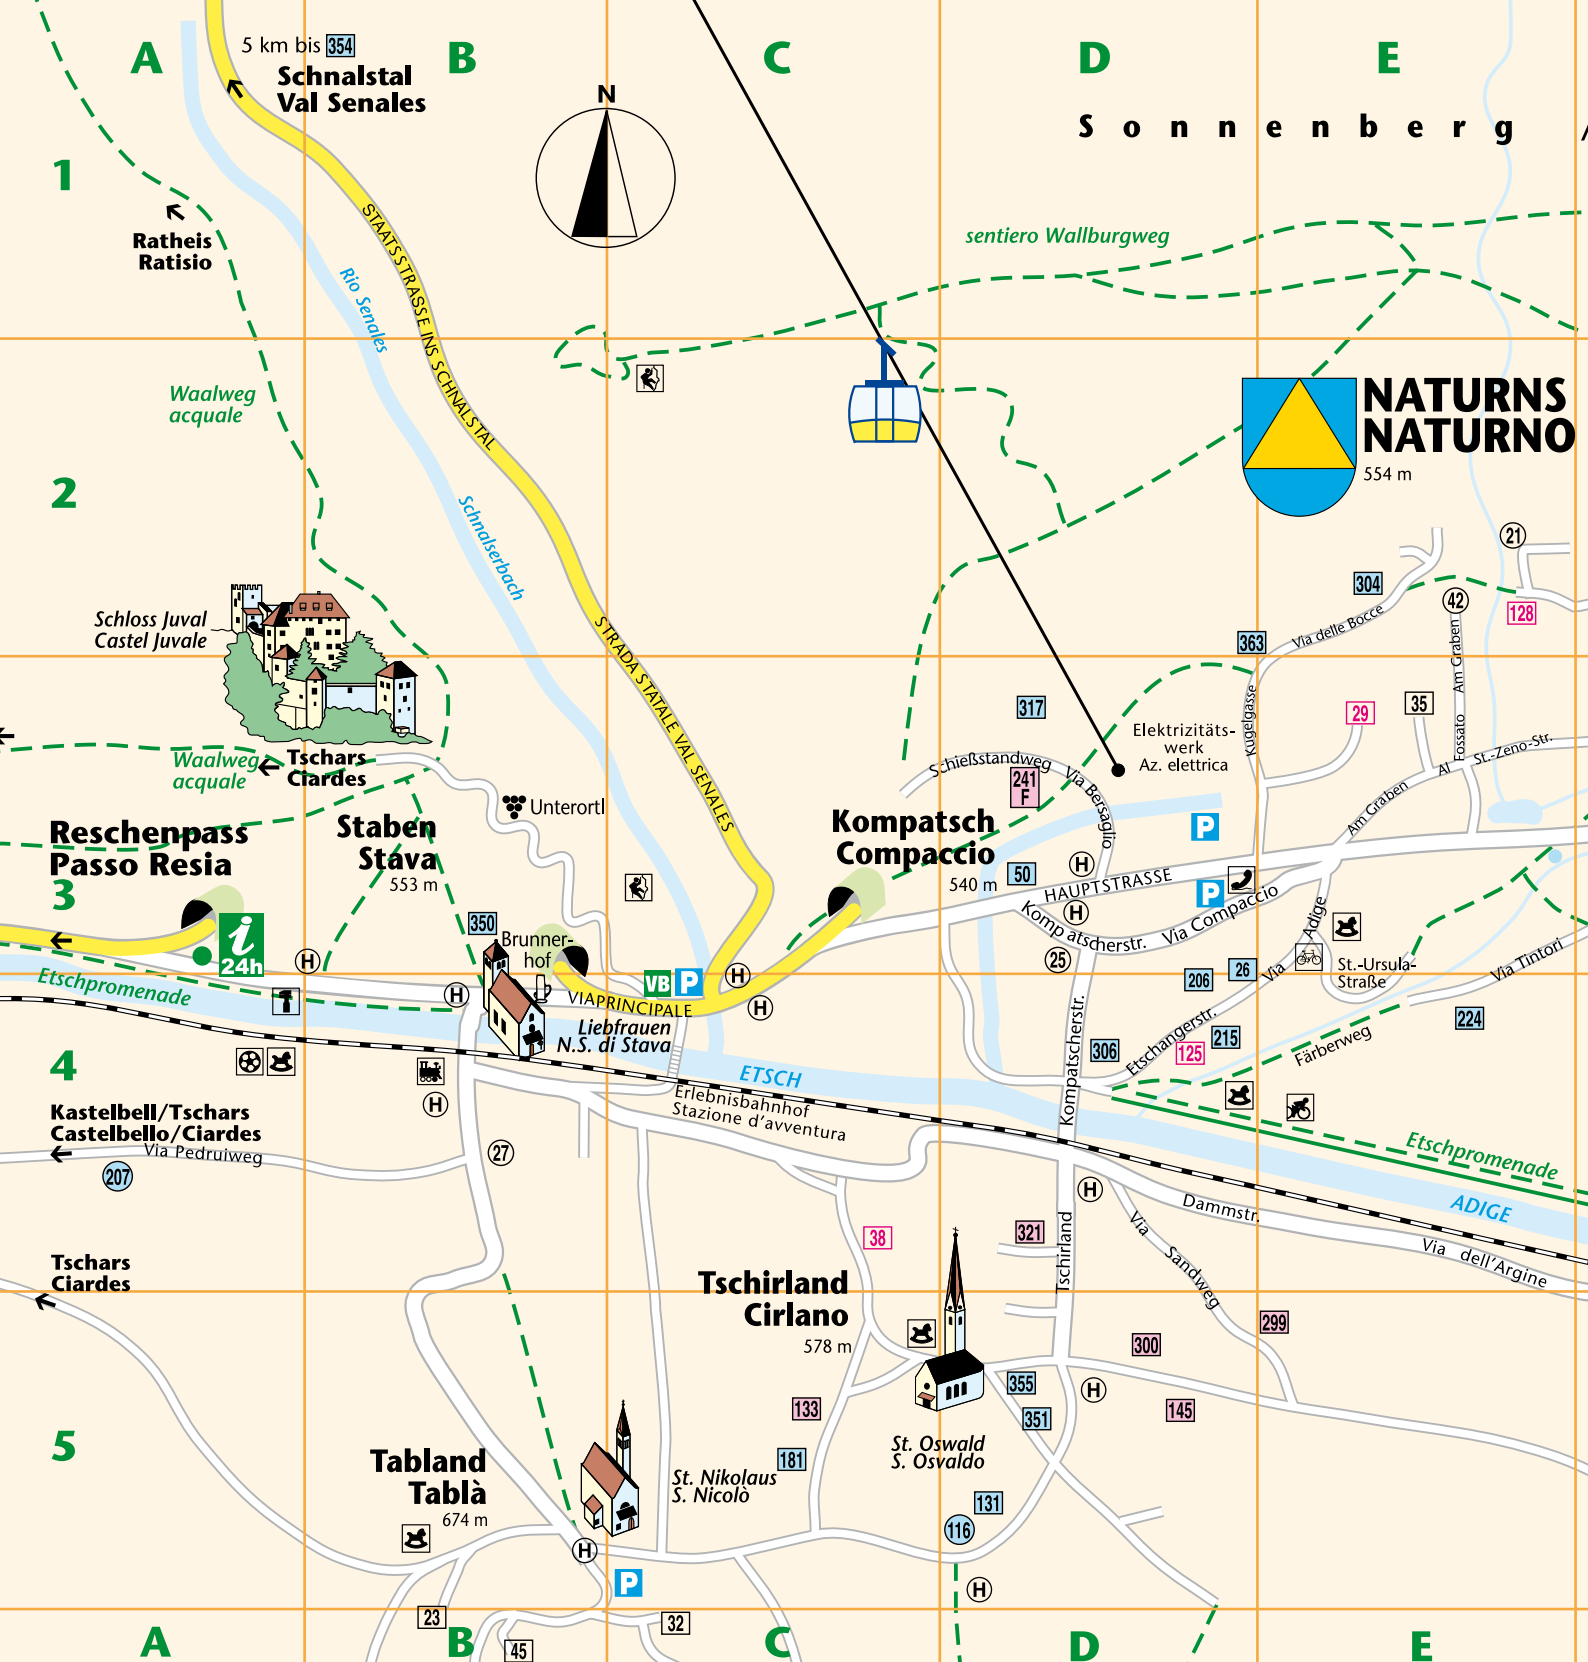 A
B
C
D
E
5 km bis 354
Schnalstal
Val Senales
N
Sonnenberg
1
Ratheis
Ratisio
sentiero Wallburgweg
Rio Senales
STAATSSTRASSE INS SCHNALSTAL
Waalweg
acquale
NATURNS
NATURNO
554 m
2
Schnalserbach
21
304
42
128
Schloss Juval
Castel Juvale
STRADA STATALE VAL SENALES
363
Via delle Bocce
Am Graben
317
Kugelgasse
29
35
Elektrizitäts-
werk
Az. elettrica
Al Fossato
St.-Zeno-Str.
Waalweg
acquale
Tschars
Ciardes
Schießstandweg
Via Bersaglio
241
F
Unterortl
Am Graben
Reschenpass
Passo Resia
Staben
Stava
553 m
Kompatsch
Compaccio
540 m
P
H
50
HAUPTSTRASSE
3
P
350
Brunner-
hof
H
Kompatscherstr.
Via Compaccio
Via Adige
i
24h
H
25
St.-Ursula-
Straße
Via Tintori
Etschpromenade
H
VB
P
H
H
206
26
VIA PRINCIPALE
Liebfrauen
N.S. di Stava
Kompatscherstr.
Etschangerstr.
215
224
306
125
Färberweg
4
ETSCH
Erlebnisbahnhof
Stazione d'avventura
H
Kastelbell/Tschars
Castelbello/Ciardes
Via Pedruiweg
207
27
Etschpromenade
H
ADIGE
Dammstr.
Via dell'Argine
38
321
Tschirland
Via Sandweg
Tschars
Ciardes
Tschirland
Cirlano
578 m
299
300
355
H
133
351
145
5
Tabland
Tablà
674 m
181
St. Nikolaus
S. Nicolò
St. Oswald
S. Osvaldo
131
116
H
P
H
23
32
45
A
B
C
D
E